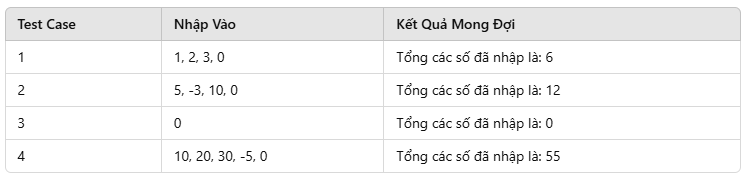 Test Case Nhập Vào Kết Quả Mong Đợi
1 1, 2, 3, 0 Tổng các số đã nhập là: 6
2 5, -3, 10, 0 Tổng các số đã nhập là: 12
3 0 Tổng các số đã nhập là: 0
4 10, 20, 30, -5, 0 Tổng các số đã nhập là: 55